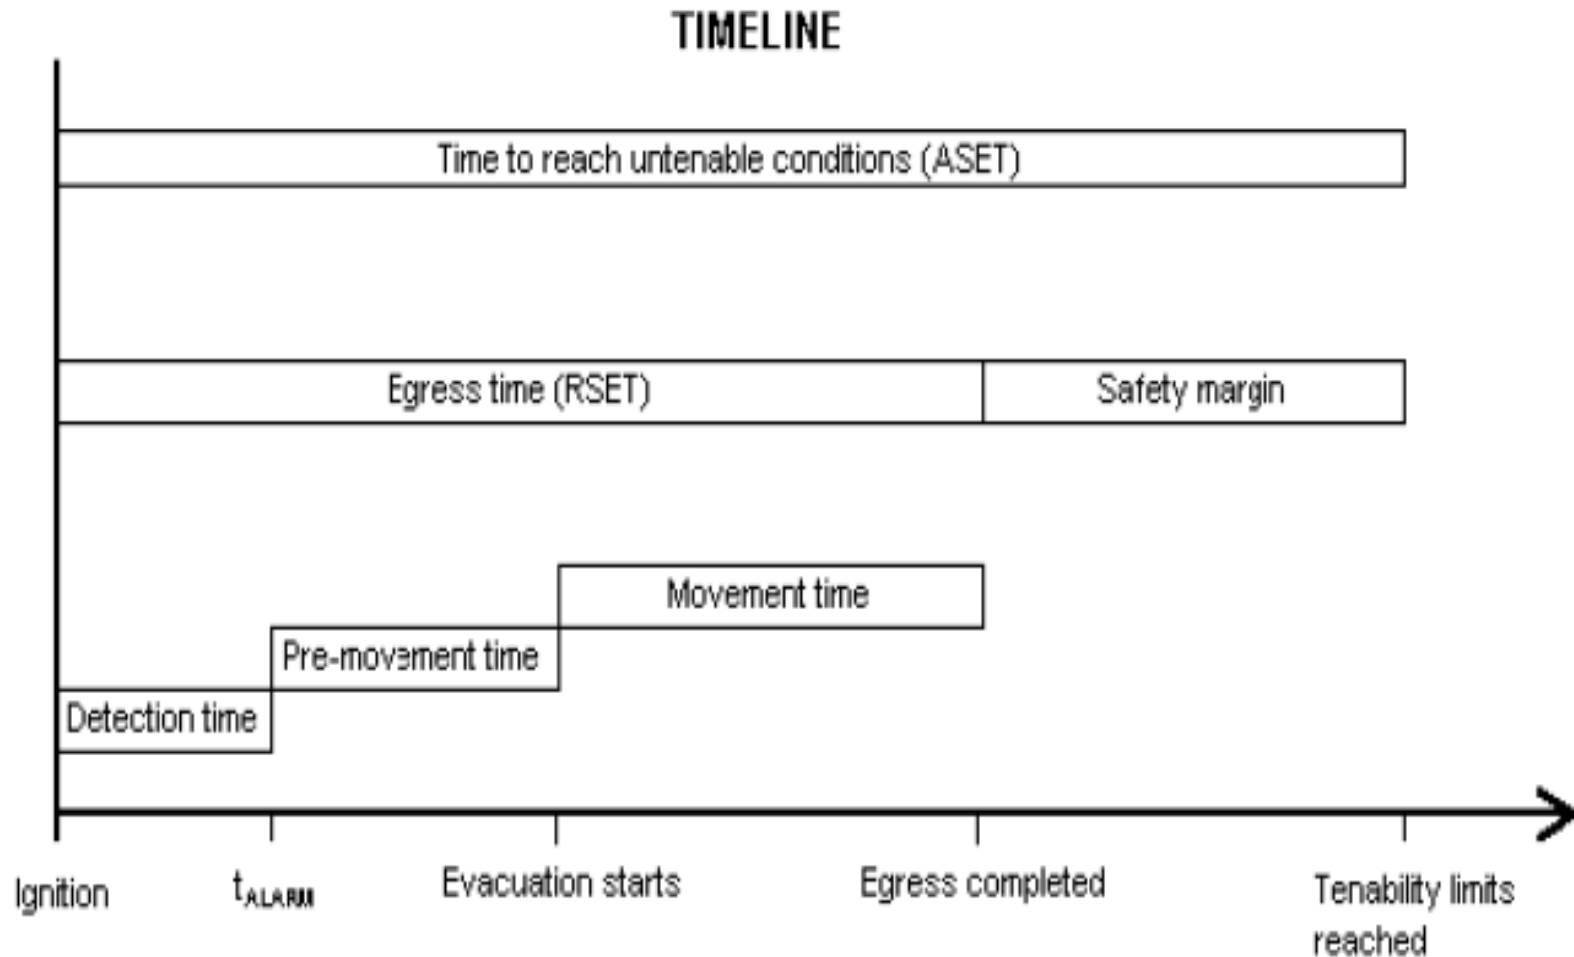 TIMELINE
Time to reach untenable conditions (ASET)
Egress time (RSET)
Safety margin
Movement time
Pre-movement time
Detection time
Ignition
tALARM
Evacuation starts
Egress completed
Tenability limits
reached